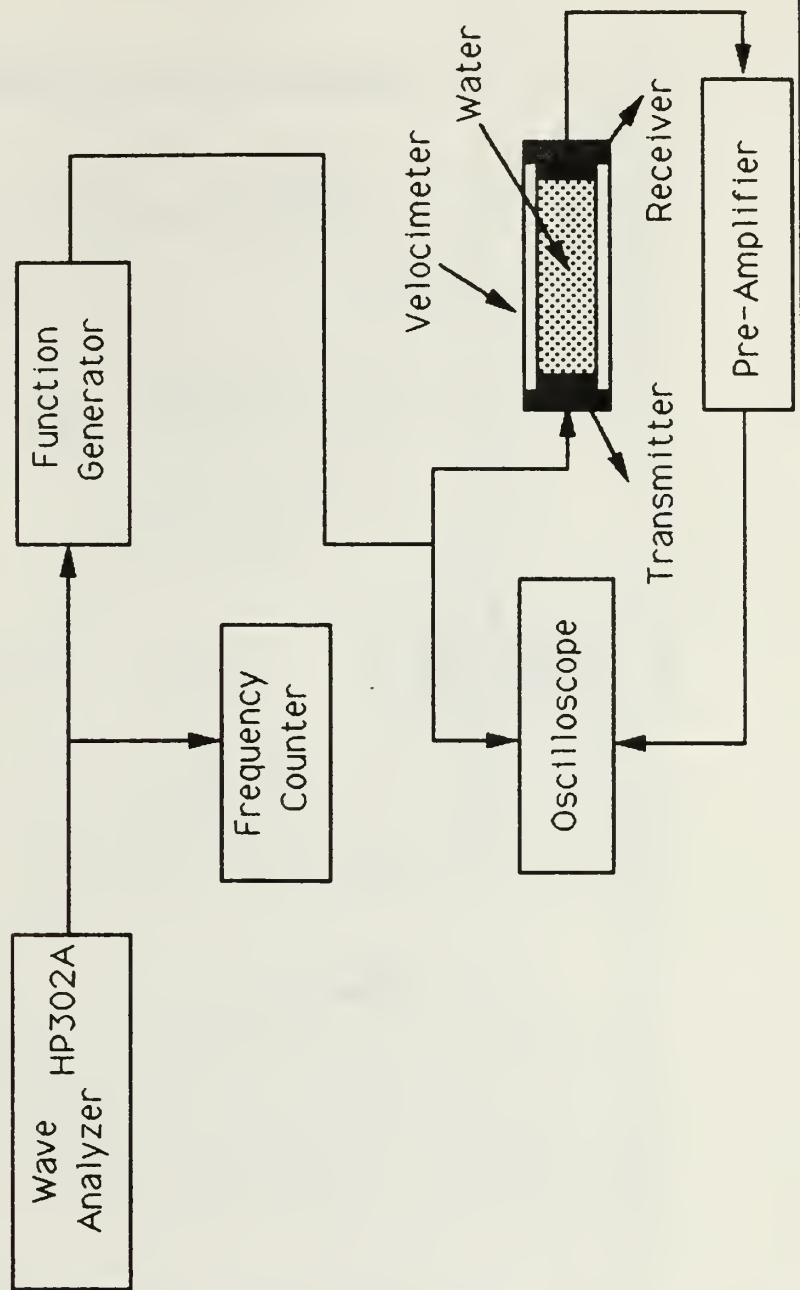 Wave HP302A
Analyzer
Function
Generator
Frequency
Counter
Velocimeter
Water
Transmitter
Receiver
Oscilloscope
Pre-Amplifier